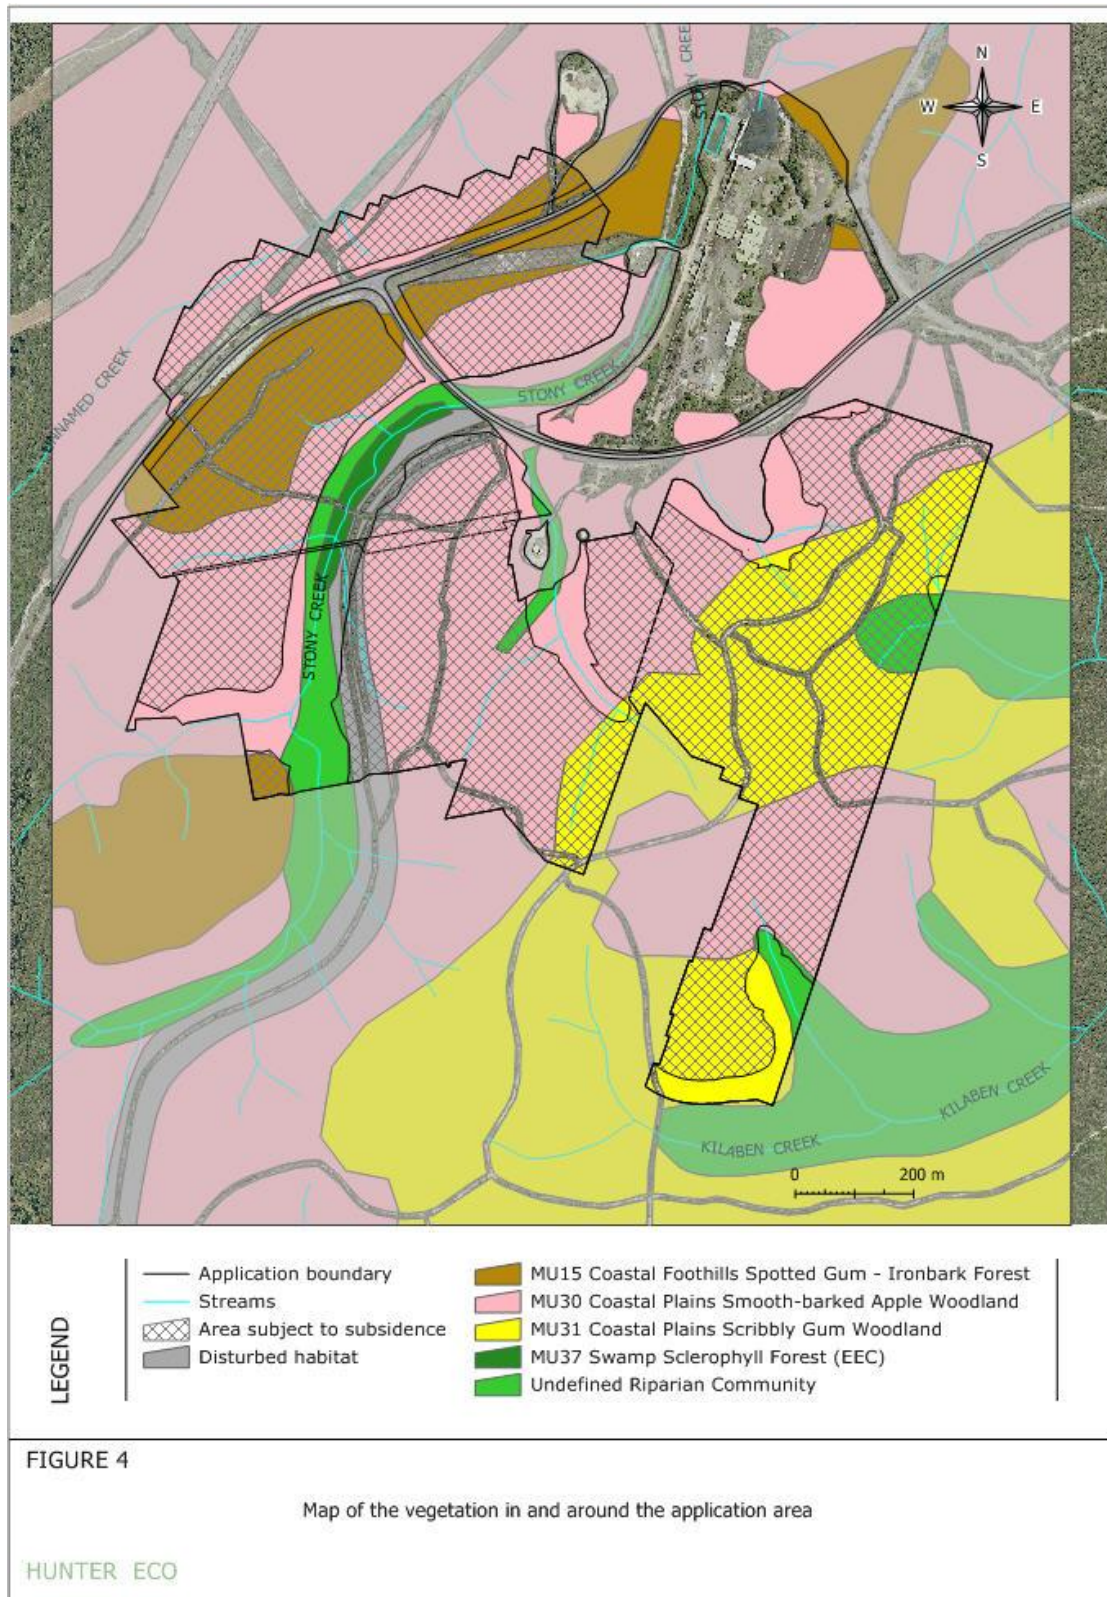 STONY CREEK
N
W E
S
UNNAMED CREEK
STONY CREEK
STONY CREEK
KILABEN CREEK
KILABEN CREEK
0 200 m
LEGEND
Application boundary
Streams
Area subject to subsidence
Disturbed habitat
MU15 Coastal Foothills Spotted Gum - Ironbark Forest
MU30 Coastal Plains Smooth-barked Apple Woodland
MU31 Coastal Plains Scribbly Gum Woodland
MU37 Swamp Sclerophyll Forest (EEC)
Undefined Riparian Community
FIGURE 4
Map of the vegetation in and around the application area
HUNTER ECO